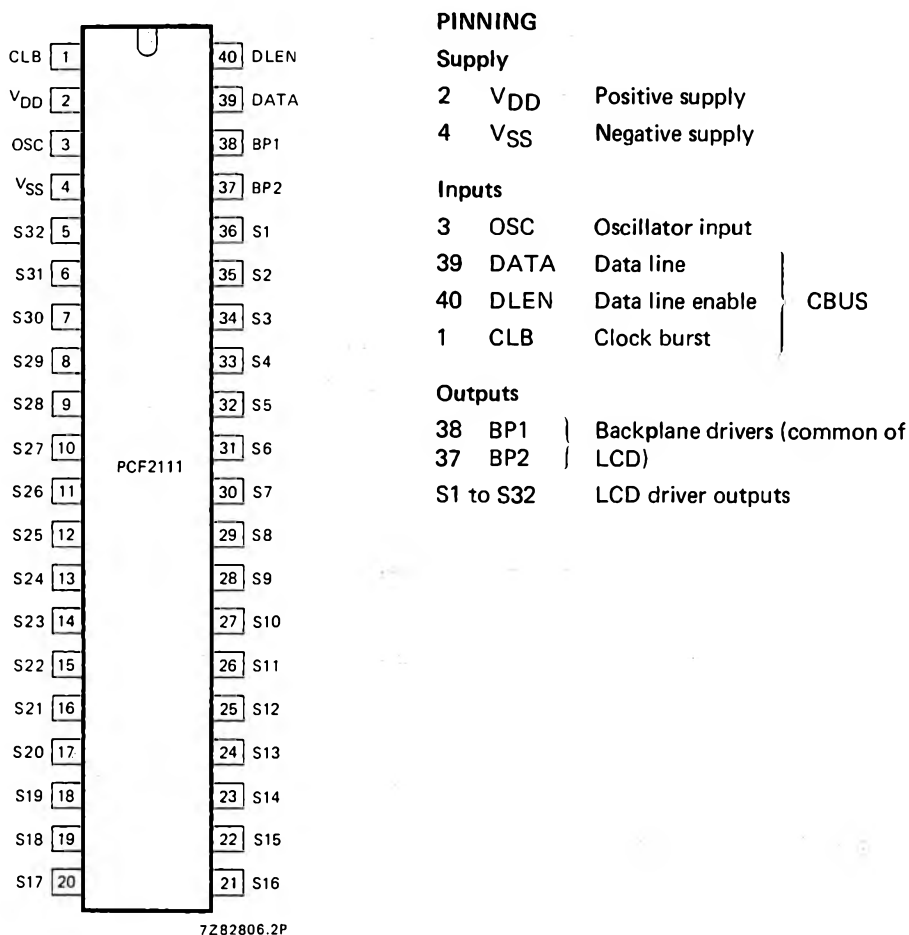 CLB 1
VDD 2
OSC 3
VSS 4
S32 5
S31 6
S30 7
S29 8
S28 9
S27 10
S26 11
S25 12
S24 13
S23 14
S22 15
S21 16
S20 17
S19 18
S18 19
S17 20
PCF2111
40 DLEN
39 DATA
38 BP1
37 BP2
36 S1
35 S2
34 S3
33 S4
32 S5
31 S6
30 S7
29 S8
28 S9
27 S10
26 S11
25 S12
24 S13
23 S14
22 S15
21 S16
7Z82806.2P
PINNING
Supply
2 VDD Positive supply
4 VSS Negative supply
Inputs
3 OSC Oscillator input
39 DATA Data line
40 DLEN Data line enable CBUS
1 CLB Clock burst
Outputs
38 BP1 Backplane drivers (common of
37 BP2 LCD)
S1 to S32 LCD driver outputs